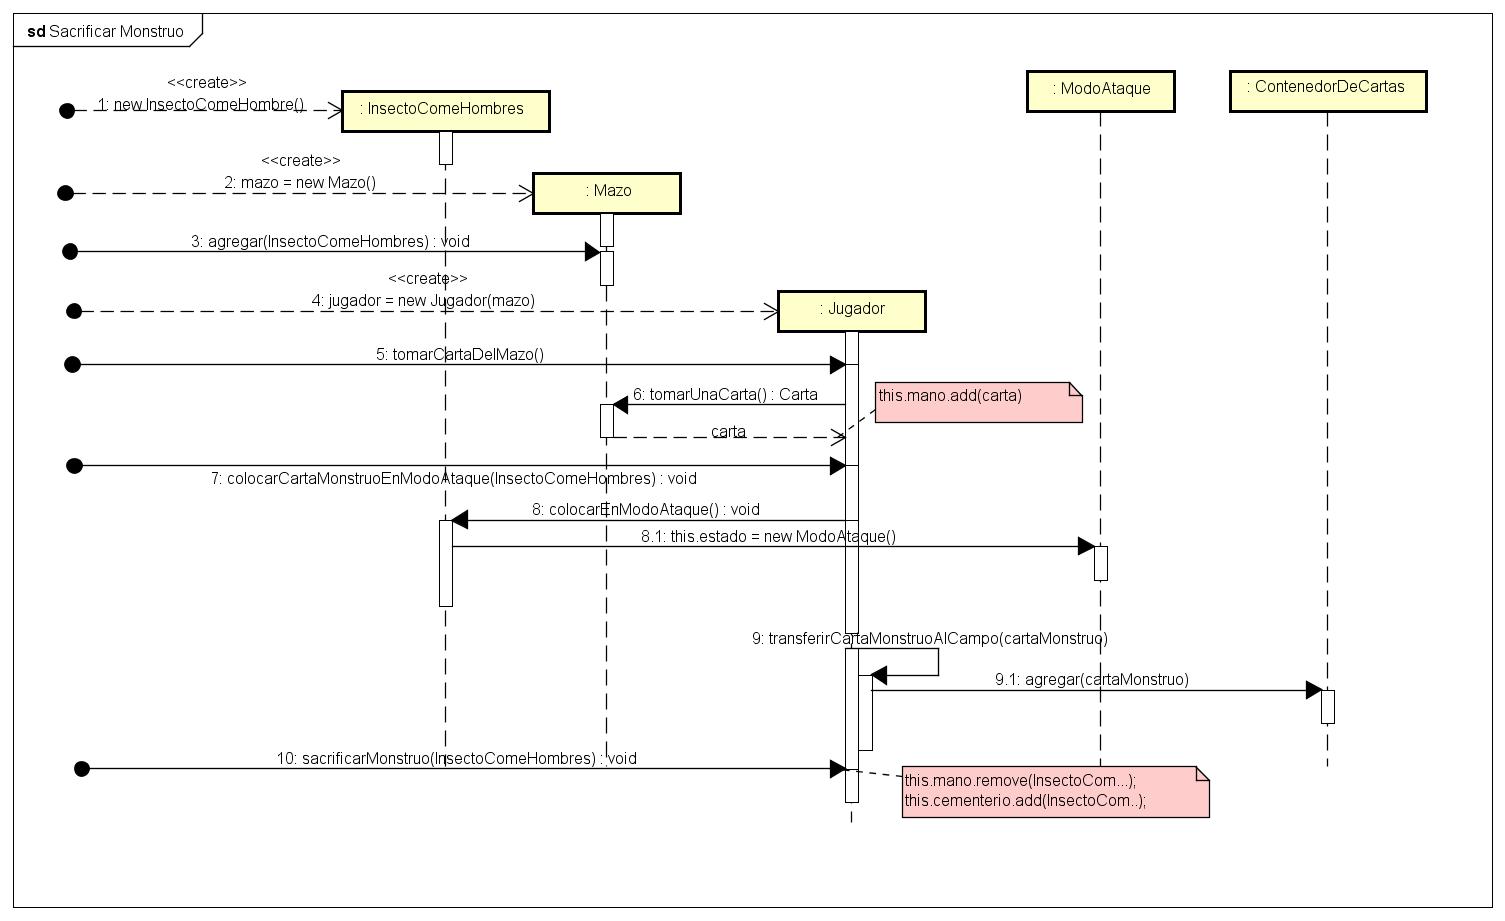 sd Sacrificar Monstruo
<<create>>
1: new InsectoComeHombre()
: InsectoComeHombres
: ModoAtaque
: ContenedorDeCartas
<<create>>
2: mazo = new Mazo()
: Mazo
3: agregar(InsectoComeHombres) : void
<<create>>
4: jugador = new Jugador(mazo)
: Jugador
5: tomarCartaDelMazo()
6: tomarUnaCarta() : Carta
this.mano.add(carta)
carta
7: colocarCartaMonstruoEnModoAtaque(InsectoComeHombres) : void
8: colocarEnModoAtaque() : void
8.1: this.estado = new ModoAtaque()
9: transferirCartaMonstruoAlCampo(cartaMonstruo)
9.1: agregar(cartaMonstruo)
10: sacrificarMonstruo(InsectoComeHombres) : void
this.mano.remove(InsectoCom...);
this.cementerio.add(InsectoCom..);